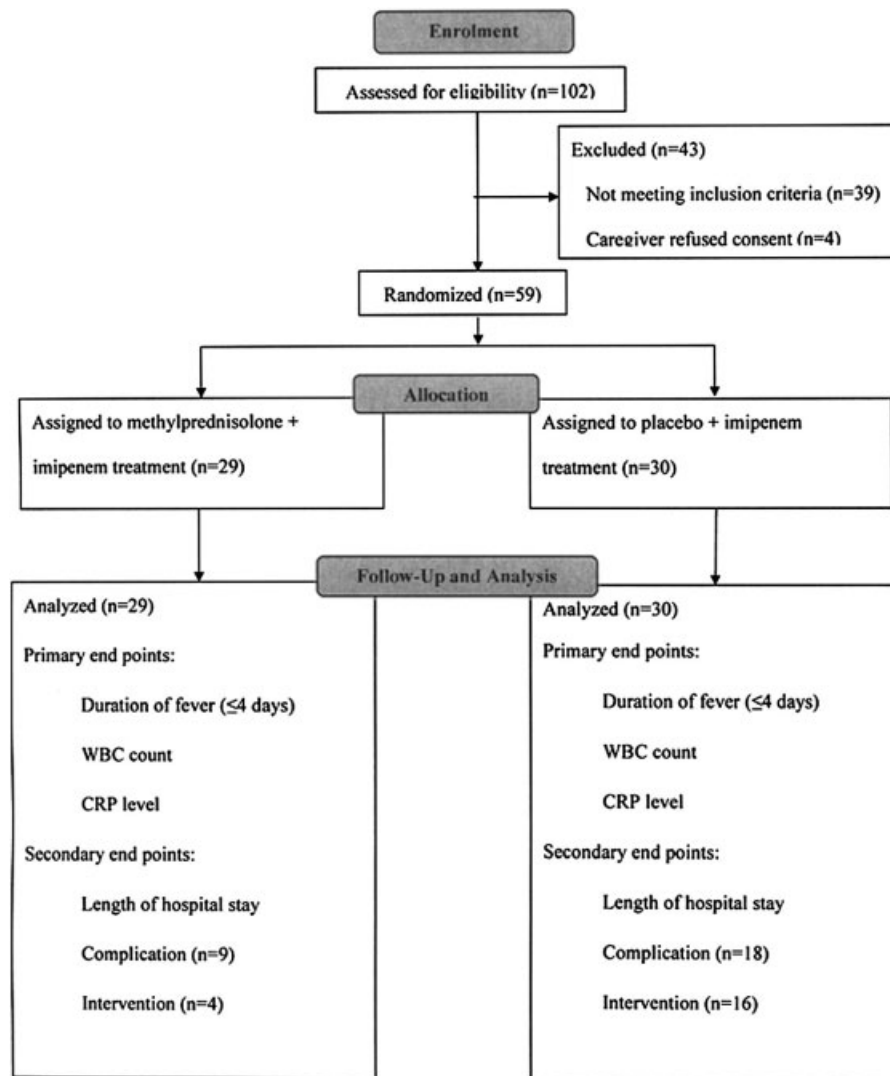 Enrolment
Assessed for eligibility (n=102)
Excluded (n=43)
Not meeting inclusion criteria (n=39)
Caregiver refused consent (n=4)
Randomized (n=59)
Allocation
Assigned to methylprednisolone +
imipenem treatment (n=29)
Assigned to placebo + imipenem
treatment (n=30)
Follow-Up and Analysis
Analyzed (n=29)
Primary end points:
Duration of fever (≤4 days)
WBC count
CRP level
Secondary end points:
Length of hospital stay
Complication (n=9)
Intervention (n=4)
Analyzed (n=30)
Primary end points:
Duration of fever (≤4 days)
WBC count
CRP level
Secondary end points:
Length of hospital stay
Complication (n=18)
Intervention (n=16)